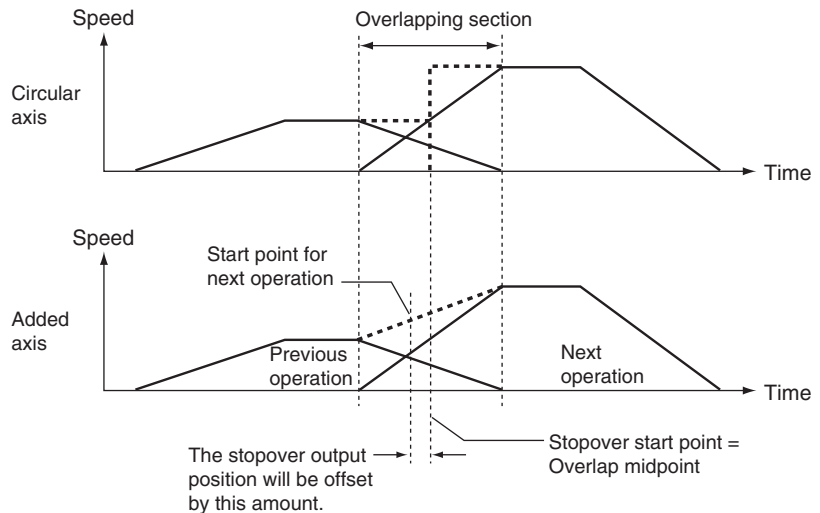 Speed
Overlapping section
Circular
axis
Time
Speed
Start point for
next operation
Added
axis
Previous
operation
Next
operation
Time
The stopover output
position will be offset
by this amount.
Stopover start point =
Overlap midpoint